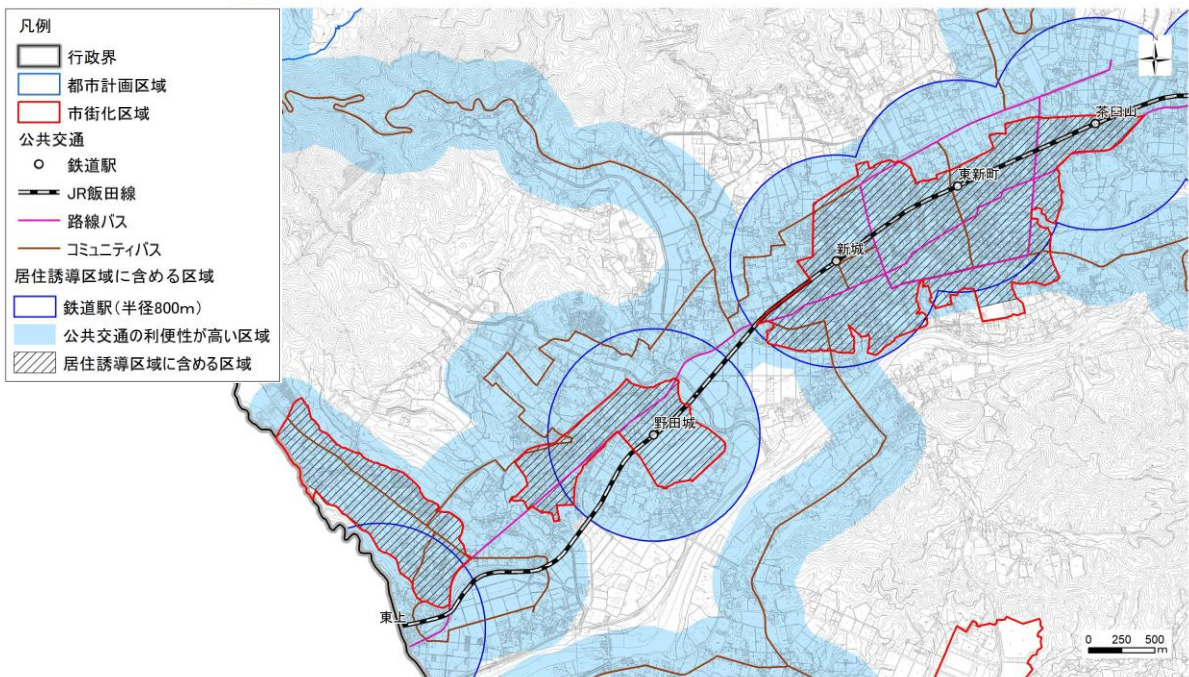 凡例
行政界
都市計画区域
市街化区域
公共交通
鉄道駅
JR飯田線
路線バス
コミュニティバス
居住誘導区域に含める区域
鉄道駅(半径800m)
公共交通の利便性が高い区域
居住誘導区域に含める区域
N
茶臼山
東新町
新城
野田城
東上
0 250 500
m